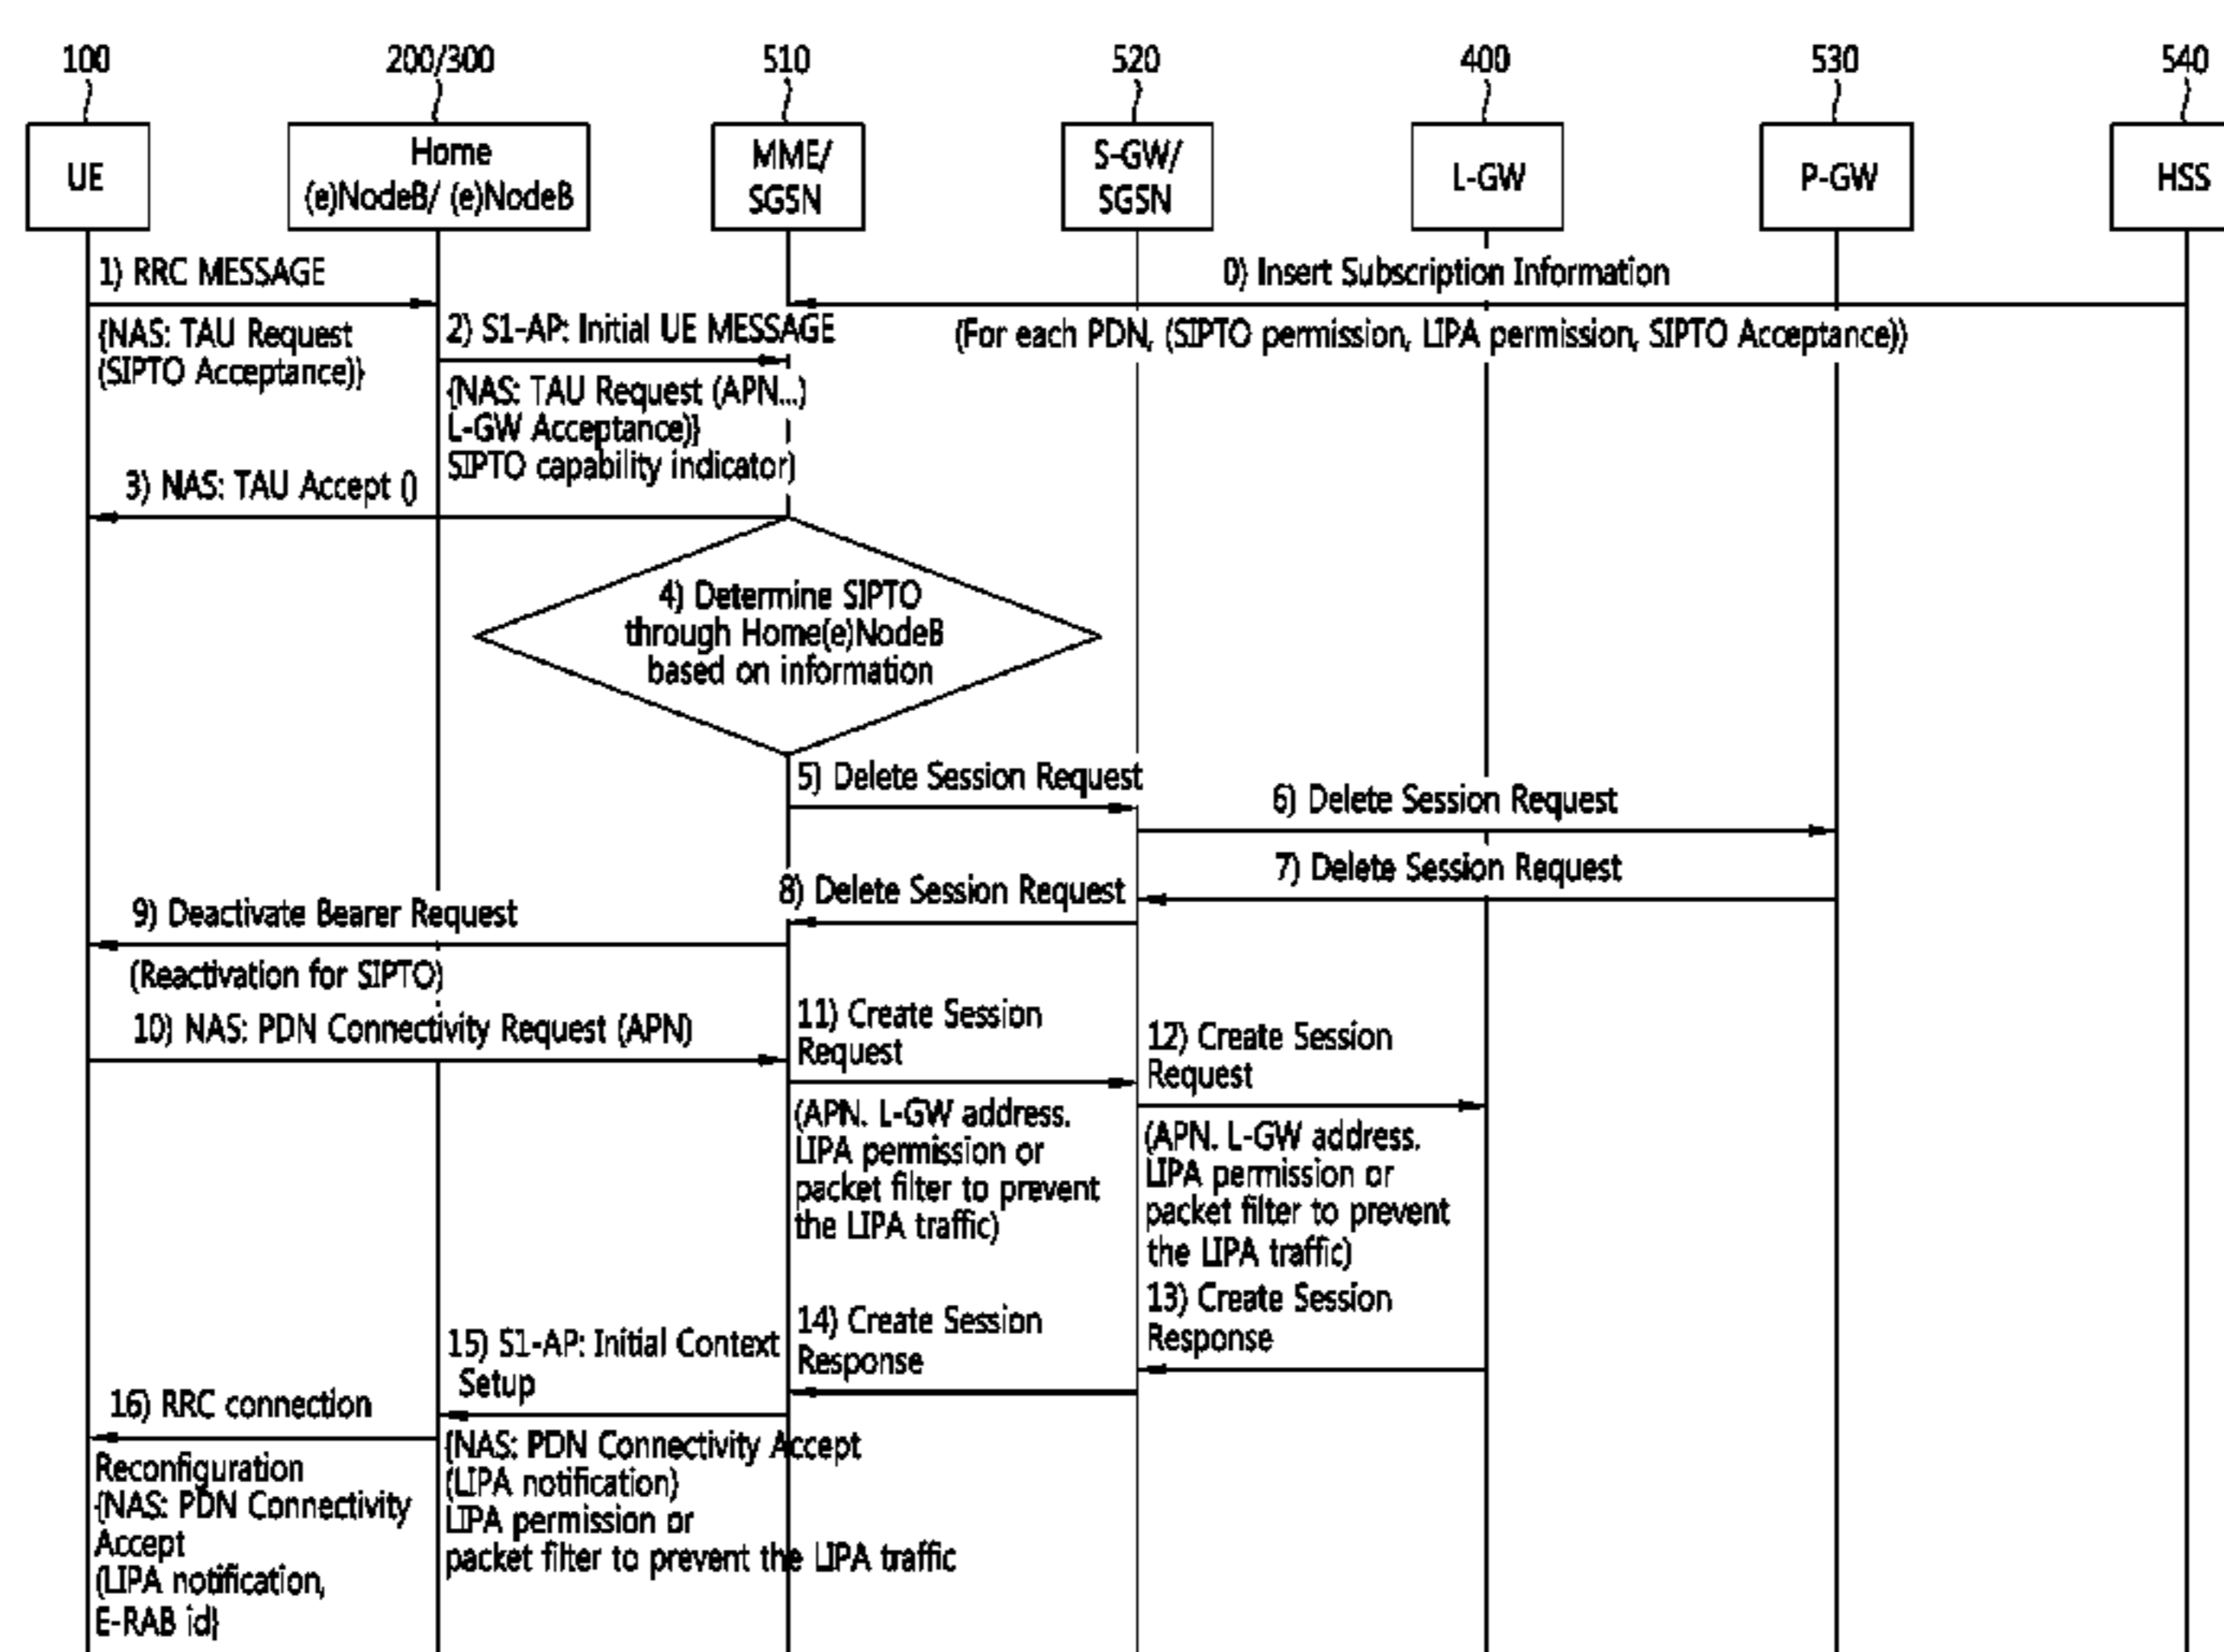 100
200/300
510
520
400
530
540
UE
Home
(e)NodeB/ (e)NodeB
MME/
SGSN
S-GW/
SGSN
L-GW
P-GW
HSS
1) RRC MESSAGE
0) Insert Subscription Information
{NAS: TAU Request
(SIPTO Acceptance)}
2) S1-AP: Initial UE MESSAGE
(For each PDN, (SIPTO permission, LIPA permission, SIPTO Acceptance))
{NAS: TAU Request (APN...)
L-GW Acceptance)}
SIPTO capability indicator)
3) NAS: TAU Accept ()
4) Determine SIPTO
through Home(e)NodeB
based on information
5) Delete Session Request
6) Delete Session Request
7) Delete Session Request
8) Delete Session Request
9) Deactivate Bearer Request
(Reactivation for SIPTO)
10) NAS: PDN Connectivity Request (APN)
11) Create Session
Request
(APN. L-GW address.
LIPA permission or
packet filter to prevent
the LIPA traffic)
12) Create Session
Request
(APN. L-GW address.
LIPA permission or
packet filter to prevent
the LIPA traffic)
13) Create Session
Response
14) Create Session
Response
15) S1-AP: Initial Context
Setup
{NAS: PDN Connectivity Accept
(LIPA notification)
LIPA permission or
packet filter to prevent the LIPA traffic
16) RRC connection
Reconfiguration
{NAS: PDN Connectivity
Accept
(LIPA notification,
E-RAB id}